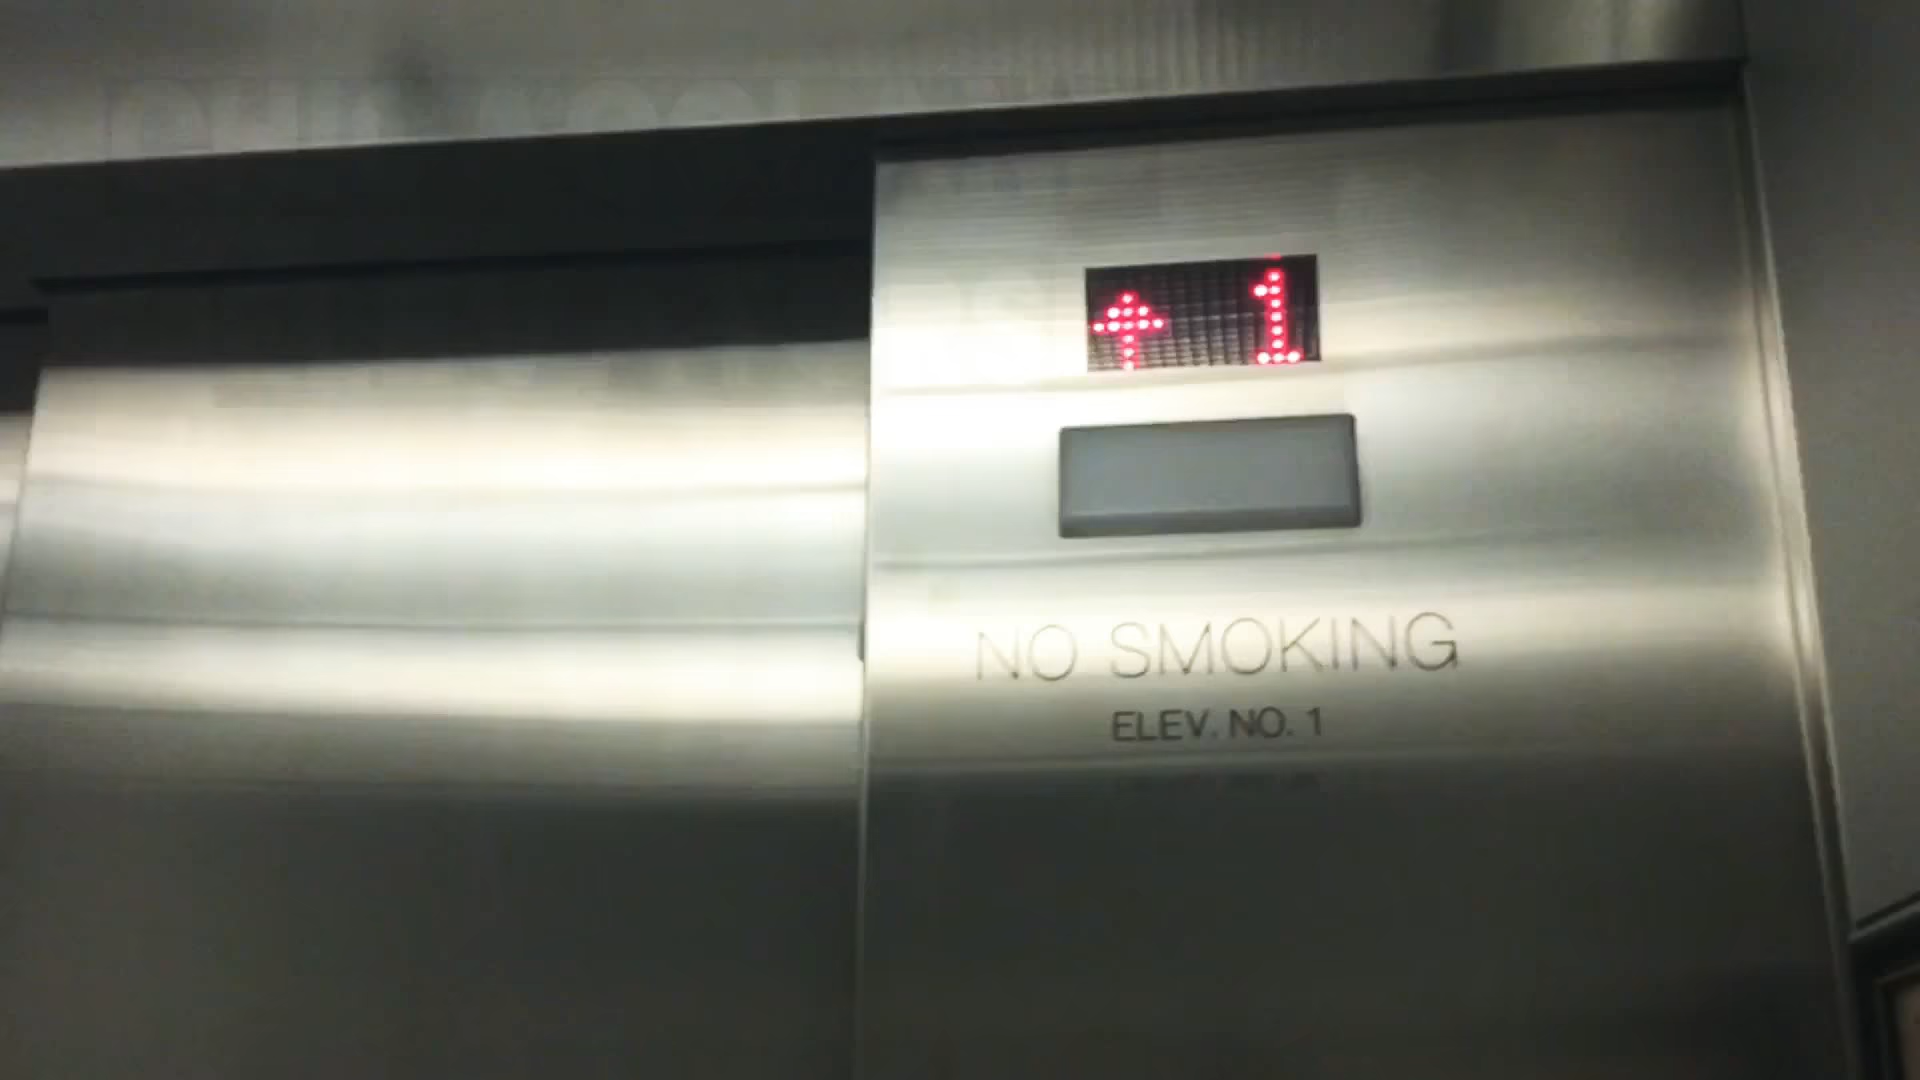 ↑ 1
NO SMOKING
ELEV. NO. 1